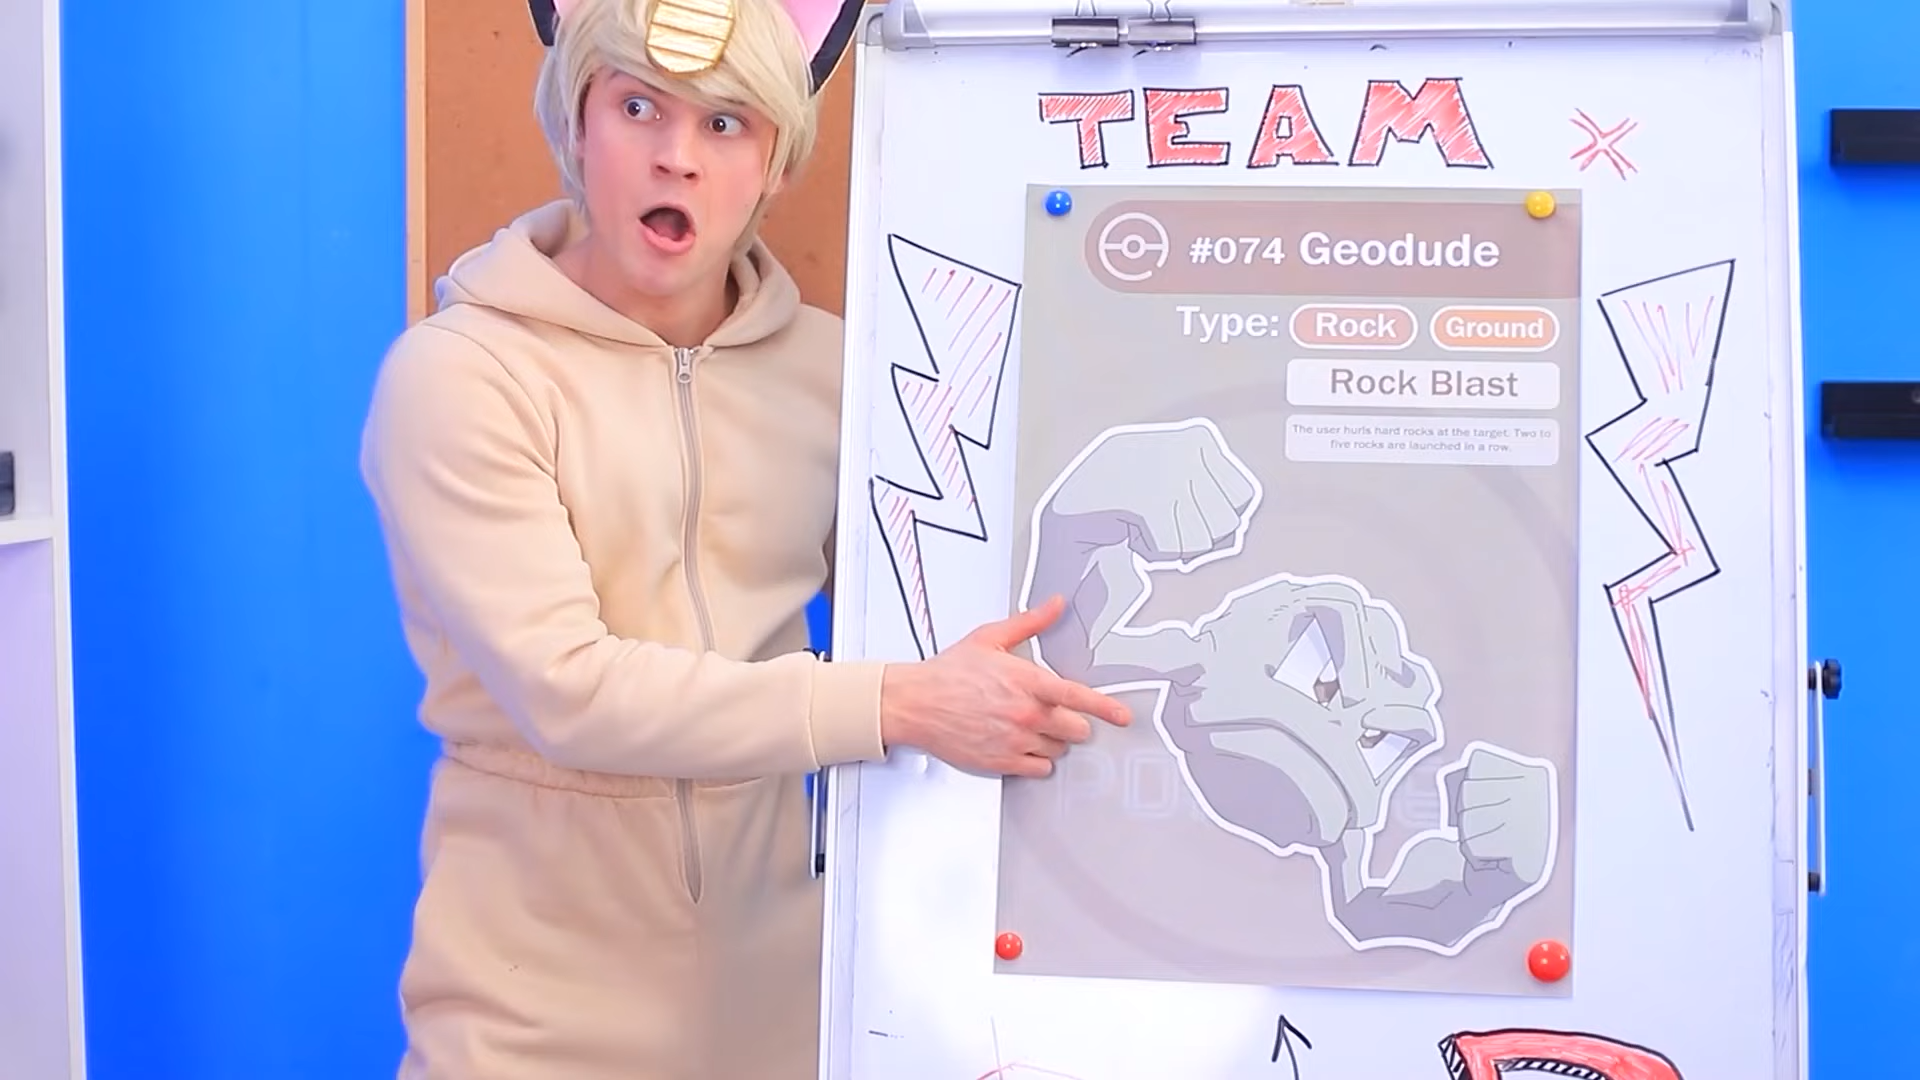 TEAM
#074 Geodude
Type: Rock Ground
Rock Blast
The user hurls hard rocks at the target. Two to
five rocks are launched in a row.